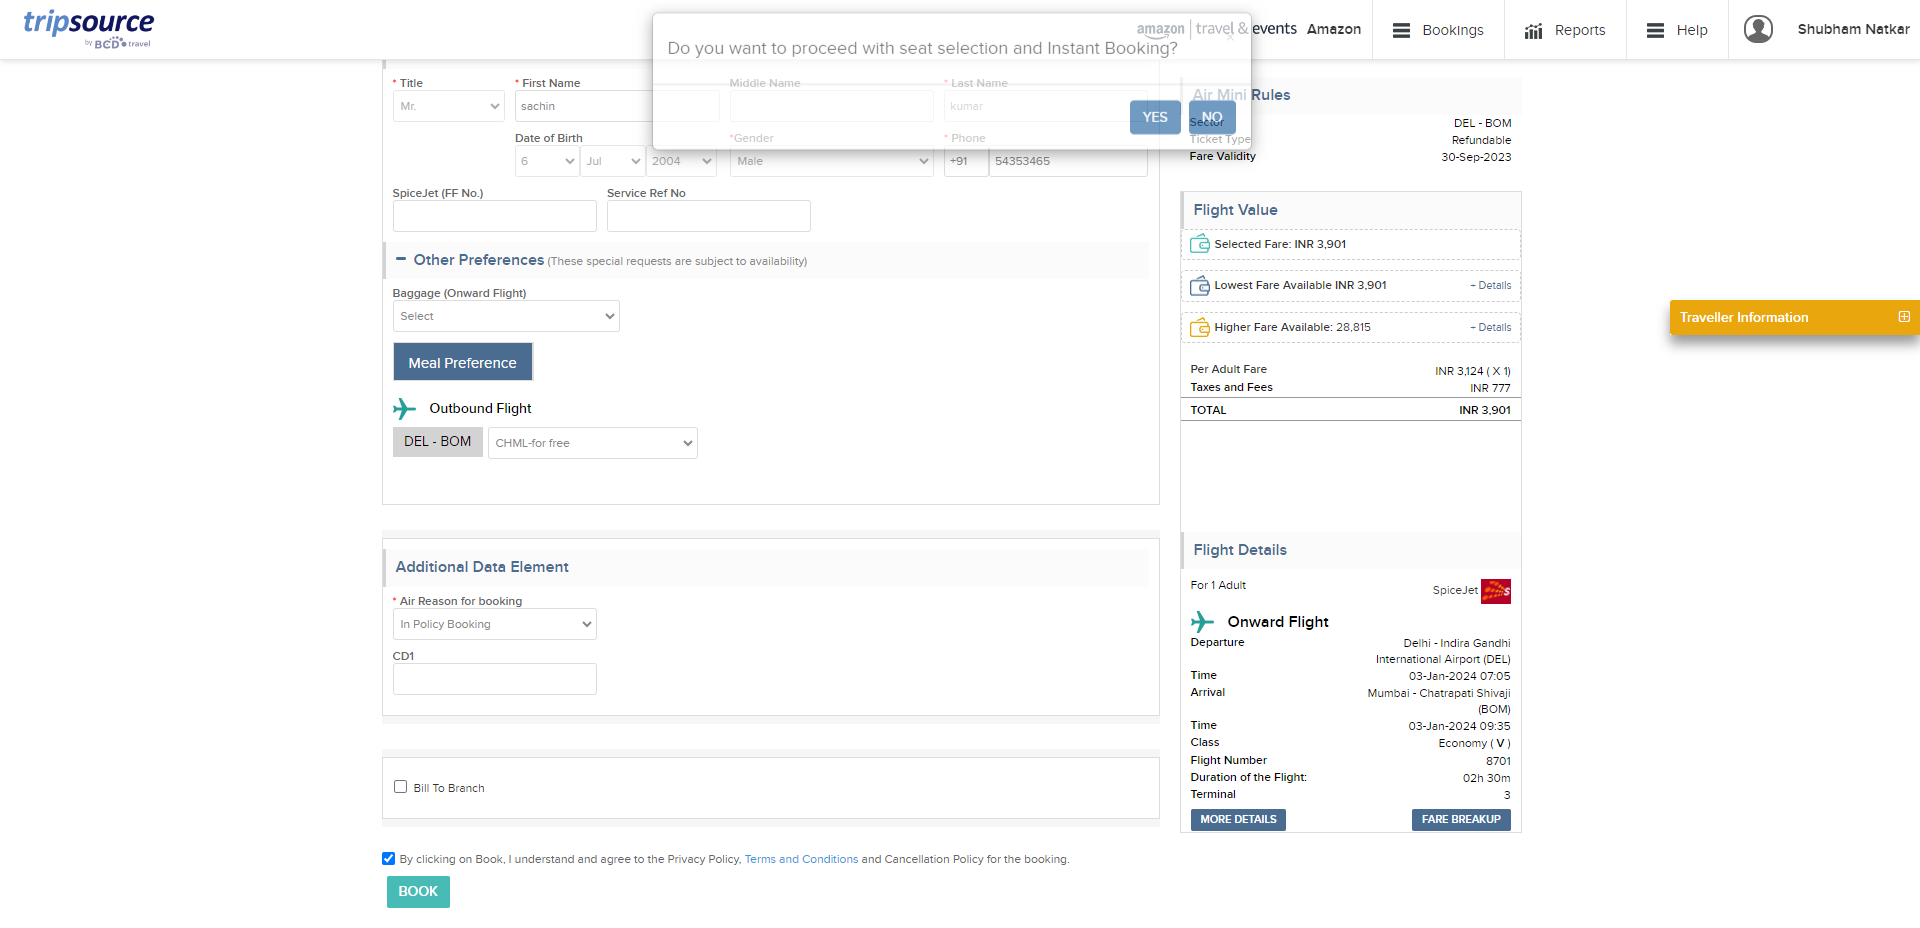 tripsource
by BCD travel
amazon travel & events Amazon
Bookings
Reports
Help
Shubham Natkar
Do you want to proceed with seat selection and Instant Booking?
YES
NO
* Title
* First Name
Middle Name
* Last Name
Mr.
sachin
kumar
Date of Birth
*Gender
* Phone
6
Jul
2004
Male
+91
54353465
SpiceJet (FF No.)
Service Ref No
Other Preferences (These special requests are subject to availability)
Baggage (Onward Flight)
Select
Meal Preference
Outbound Flight
DEL - BOM
CHML-for free
Additional Data Element
* Air Reason for booking
In Policy Booking
CD1
Bill To Branch
By clicking on Book, I understand and agree to the Privacy Policy, Terms and Conditions and Cancellation Policy for the booking.
BOOK
Air Mini Rules
Sector DEL - BOM
Ticket Type Refundable
Fare Validity 30-Sep-2023
Flight Value
Selected Fare: INR 3,901
Lowest Fare Available INR 3,901 + Details
Higher Fare Available: 28,815 + Details
Per Adult Fare INR 3,124 ( X 1)
Taxes and Fees INR 777
TOTAL INR 3,901
Flight Details
For 1 Adult SpiceJet
Onward Flight
Departure Delhi - Indira Gandhi
International Airport (DEL)
Time 03-Jan-2024 07:05
Arrival Mumbai - Chatrapati Shivaji
(BOM)
Time 03-Jan-2024 09:35
Class Economy ( V )
Flight Number 8701
Duration of the Flight: 02h 30m
Terminal 3
MORE DETAILS
FARE BREAKUP
Traveller Information